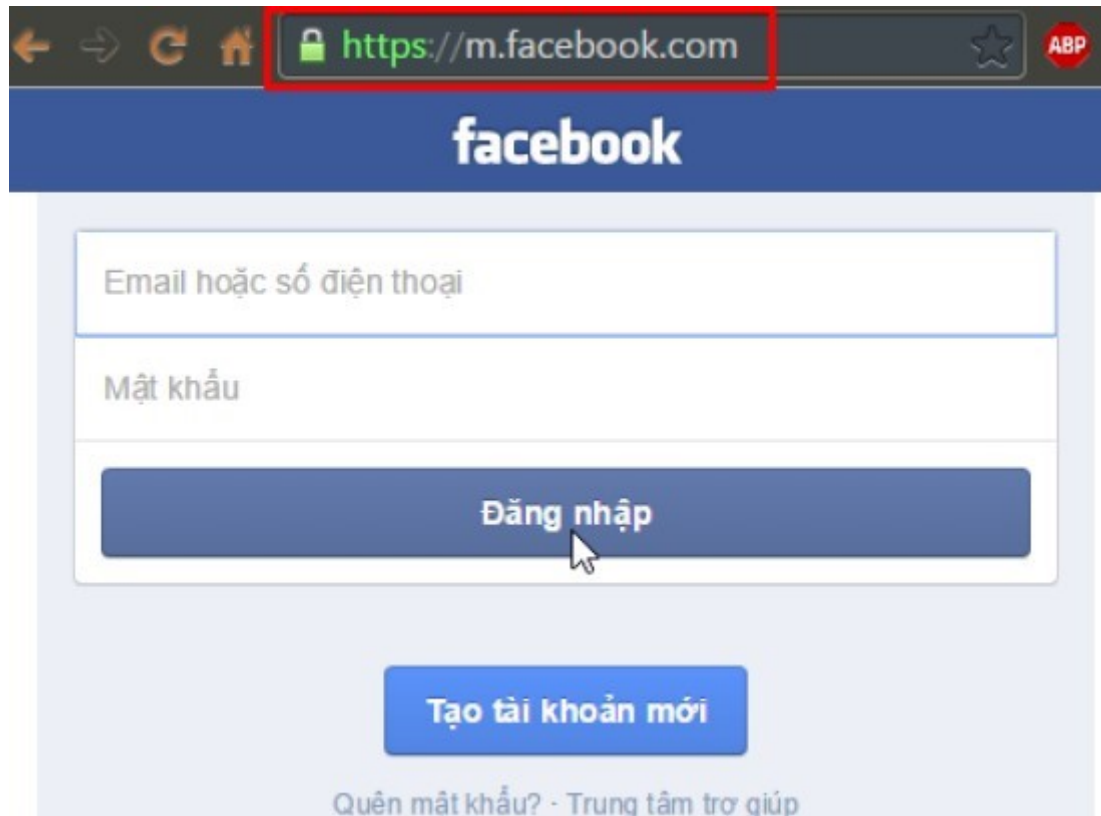 https://m.facebook.com
ABP
facebook
Email hoặc số điện thoại
Mật khẩu
Đăng nhập
Tạo tài khoản mới
Quên mật khẩu? · Trung tâm trợ giúp